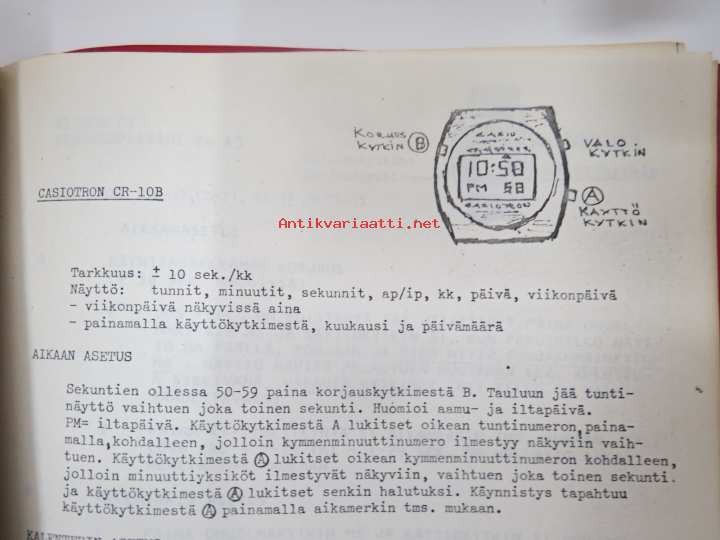 KORJAUS
KYTKIN
B
CASIO
10:58
PM 58
CASIOTRON
VALO
KYTKIN
A
KÄYTTÖ
KYTKIN
CASIOTRON CR-10B
Antikvariaatti.net
Tarkkuus: ± 10 sek./kk
Näyttö: tunnit, minuutit, sekunnit, ap/ip, kk, päivä, viikonpäivä
- viikonpäivä näkyvissä aina
- painamalla käyttökytkimestä, kuukausi ja päivämäärä
AIKAAN ASETUS
Sekuntien ollessa 50-59 paina korjauskytkimestä B. Tauluun jää tunti-
näyttö vaihtuen joka toinen sekunti. Huomioi aamu- ja iltapäivä.
PM= iltapäivä. Käyttökytkimestä A lukitset oikean tuntinumeron, paina-
malla, kohdalleen, jolloin kymmenminuuttinumero ilmestyy näkyviin vaih-
tuen. Käyttökytkimestä A lukitset oikean kymmenminuuttinumeron kohdalleen,
jolloin minuuttiyksiköt ilmestyvät näkyviin, vaihtuen joka toinen sekunti.
ja käyttökytkimestä A lukitset senkin halutuksi. Käynnistys tapahtuu
käyttökytkimestä A painamalla aikamerkin tms. mukaan.